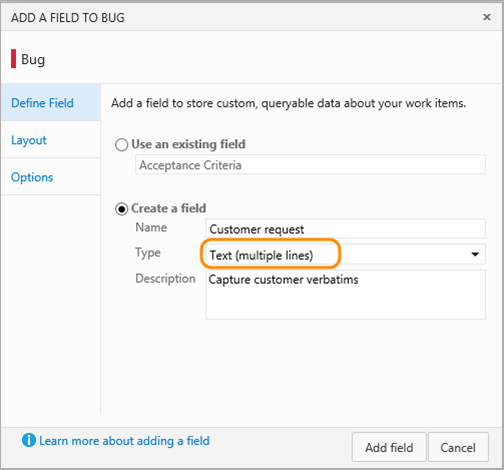 ADD A FIELD TO BUG
Bug
Define Field
Layout
Options
Add a field to store custom, queryable data about your work items.
Use an existing field
Acceptance Criteria
Create a field
Name
Customer request
Type
Text (multiple lines)
Description
Capture customer verbatims
Learn more about adding a field
Add field
Cancel